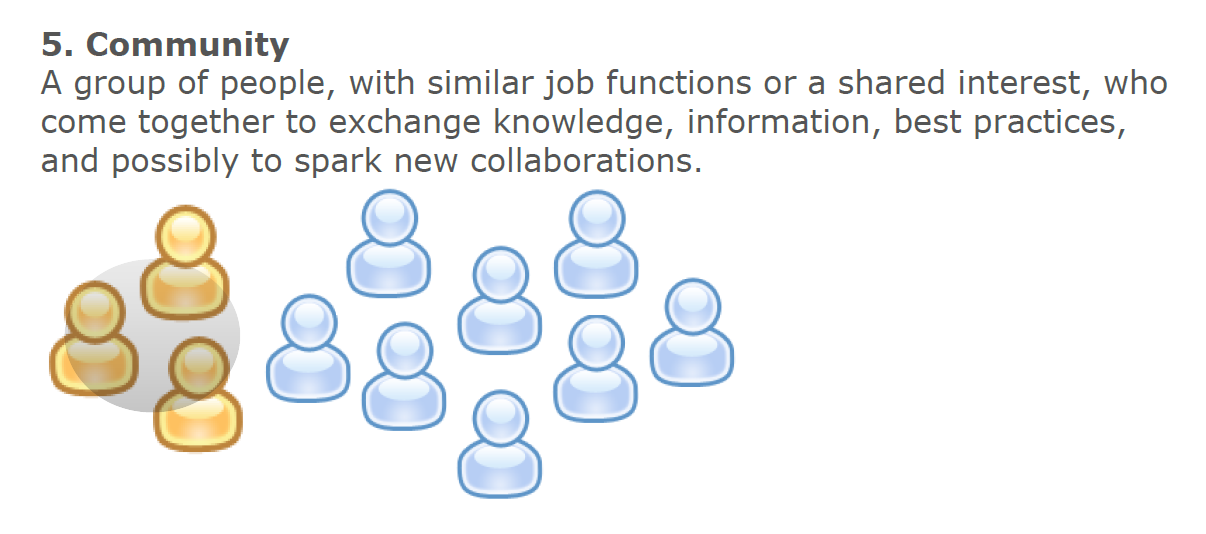 5. Community
A group of people, with similar job functions or a shared interest, who
come together to exchange knowledge, information, best practices,
and possibly to spark new collaborations.